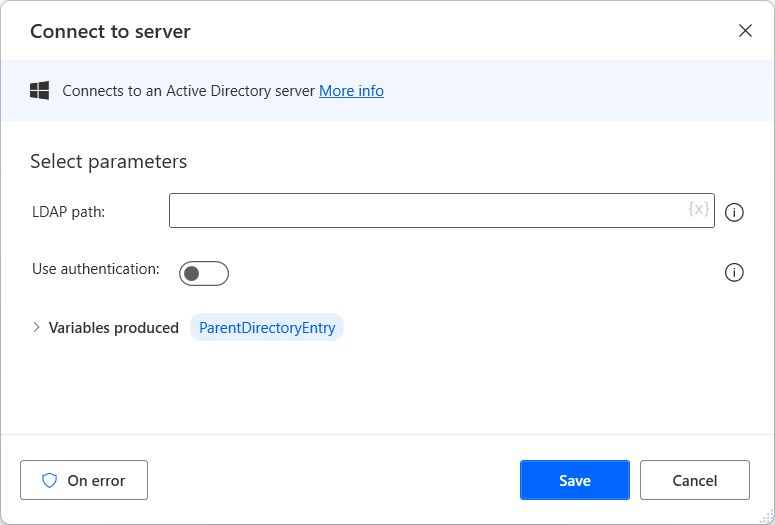 Connect to server
Connects to an Active Directory server More info
Select parameters
LDAP path:
{x}
Use authentication:
Variables produced ParentDirectoryEntry
On error Save Cancel